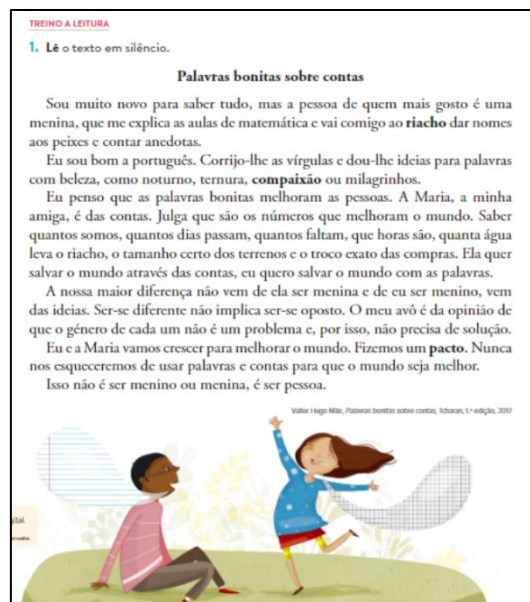 TREINO A LEITURA
1. Lê o texto em silêncio.
Palavras bonitas sobre contas
Sou muito novo para saber tudo, mas a pessoa de quem mais gosto é uma
menina, que me explica as aulas de matemática e vai comigo ao riacho dar nomes
aos peixes e contar anedotas.
Eu sou bom a português. Corrijo-lhe as vírgulas e dou-lhe ideias para palavras
com beleza, como noturno, ternura, compaixão ou milagrinhos.
Eu penso que as palavras bonitas melhoram as pessoas. A Maria, a minha
amiga, é das contas. Julga que são os números que melhoram o mundo. Saber
quantos somos, quantos dias passam, quantos faltam, que horas são, quanta água
leva o riacho, o tamanho certo dos terrenos e o troco exato das compras. Ela quer
salvar o mundo através das contas, eu quero salvar o mundo com as palavras.
A nossa maior diferença não vem de ela ser menina e de eu ser menino, vem
das ideias. Ser-se diferente não implica ser-se oposto. O meu avô é da opinião de
que o género de cada um não é um problema e, por isso, não precisa de solução.
Eu e a Maria vamos crescer para melhorar o mundo. Fizemos um pacto. Nunca
nos esqueceremos de usar palavras e contas para que o mundo seja melhor.
Isso não é ser menino ou menina, é ser pessoa.
Valter Hugo Mãe, Palavras bonitas sobre contas, Tcharan, 1.ª edição, 2017